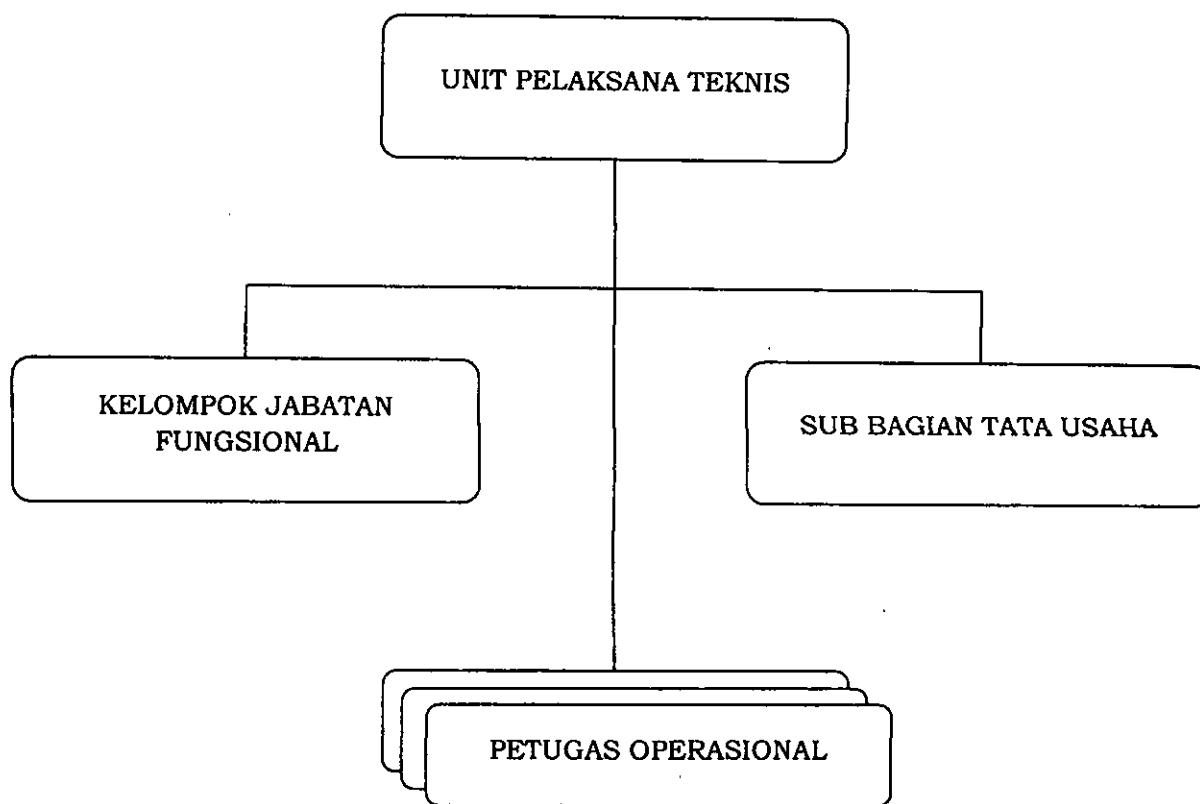 UNIT PELAKSANA TEKNIS
KELOMPOK JABATAN
FUNGSIONAL
SUB BAGIAN TATA USAHA
PETUGAS OPERASIONAL